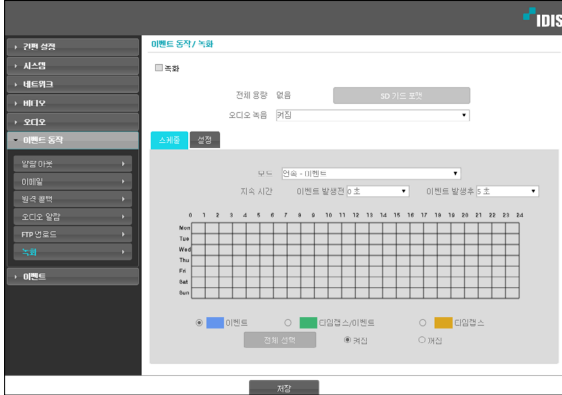 IDIS
간편 설정
시스템
네트워크
비디오
오디오
이벤트 동작
알람 아웃
이메일
원격 콜백
오디오 알람
FTP 업로드
녹화
이벤트
이벤트 동작/ 녹화
녹화
전체 용량 없음 SD 카드 포맷
오디오 녹음 켜짐
스케줄 설정
모드 연속 - 이벤트
지속 시간 이벤트 발생전 0 초 이벤트 발생후 5 초
0 1 2 3 4 5 6 7 8 9 10 11 12 13 14 15 16 17 18 19 20 21 22 23 24
Mon
Tue
Wed
Thu
Fri
Sat
Sun
이벤트 타임랩스/이벤트 타임랩스
전체 선택 켜짐 꺼짐
저장